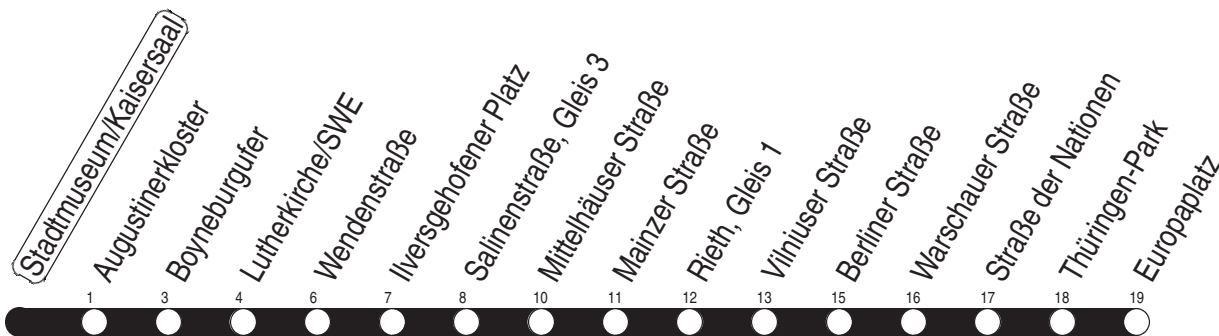 Stadtmuseum/Kaisersaal
Augustinerkloster
Boyneburgufer
Lutherkirche/SWE
Wendenstraße
Ilversgehofener Platz
Salinenstraße, Gleis 3
Mittelhäuser Straße
Mainzer Straße
Rieth, Gleis 1
Vilniuser Straße
Berliner Straße
Warschauer Straße
Straße der Nationen
Thüringen-Park
Europaplatz
1 3 4 6 7 8 10 11 12 13 15 16 17 18 19